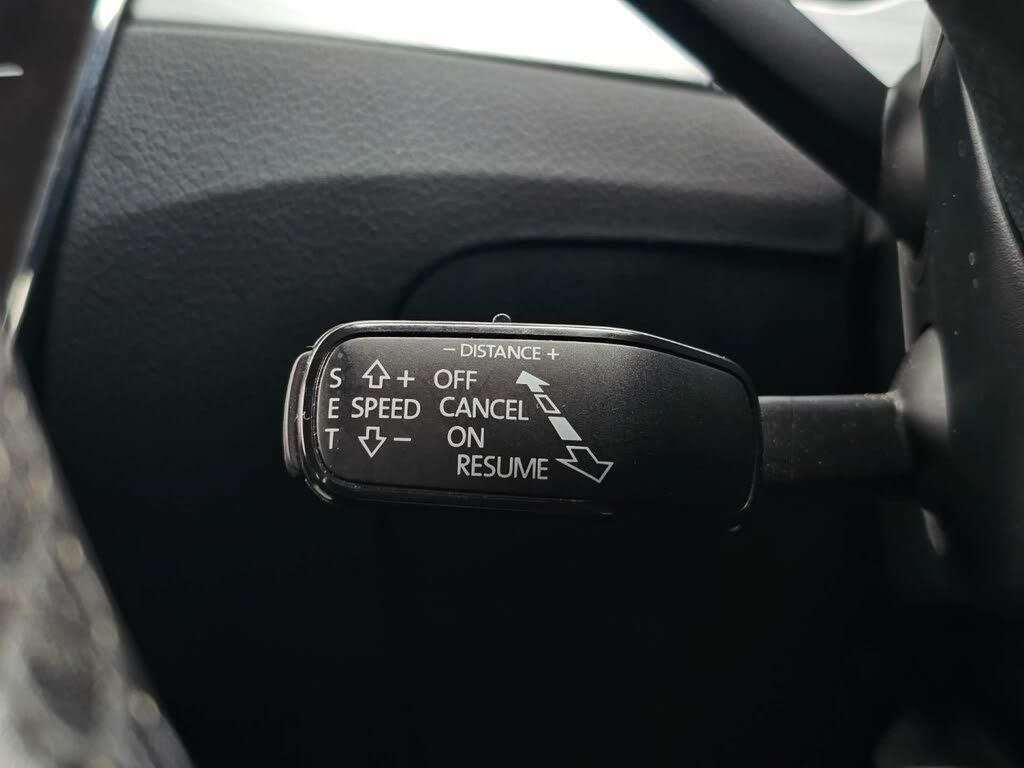 − DISTANCE +
S + OFF
E SPEED CANCEL
T − ON
RESUME